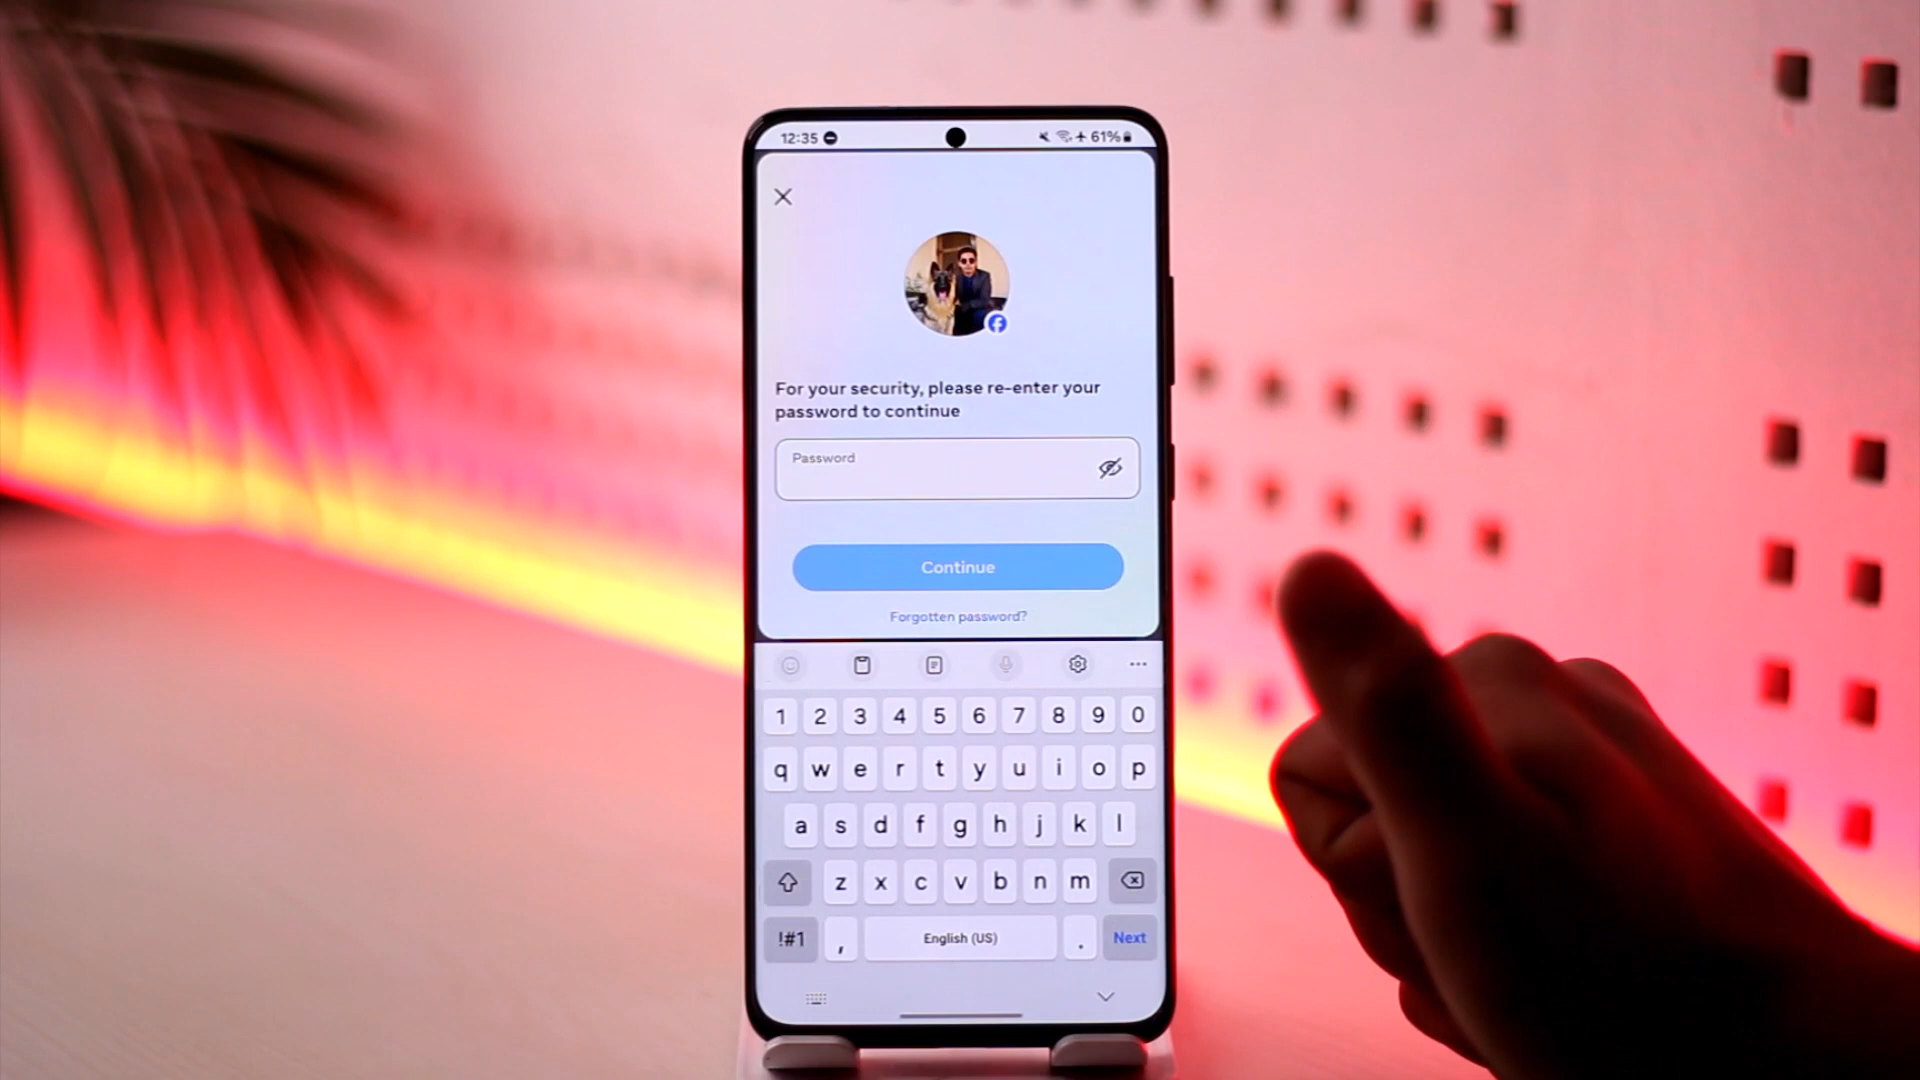 12:35 61%
For your security, please re-enter your
password to continue
Password
Continue
Forgotten password?
1 2 3 4 5 6 7 8 9 0
q w e r t y u i o p
a s d f g h j k l
z x c v b n m
!#1 , English (US) . Next